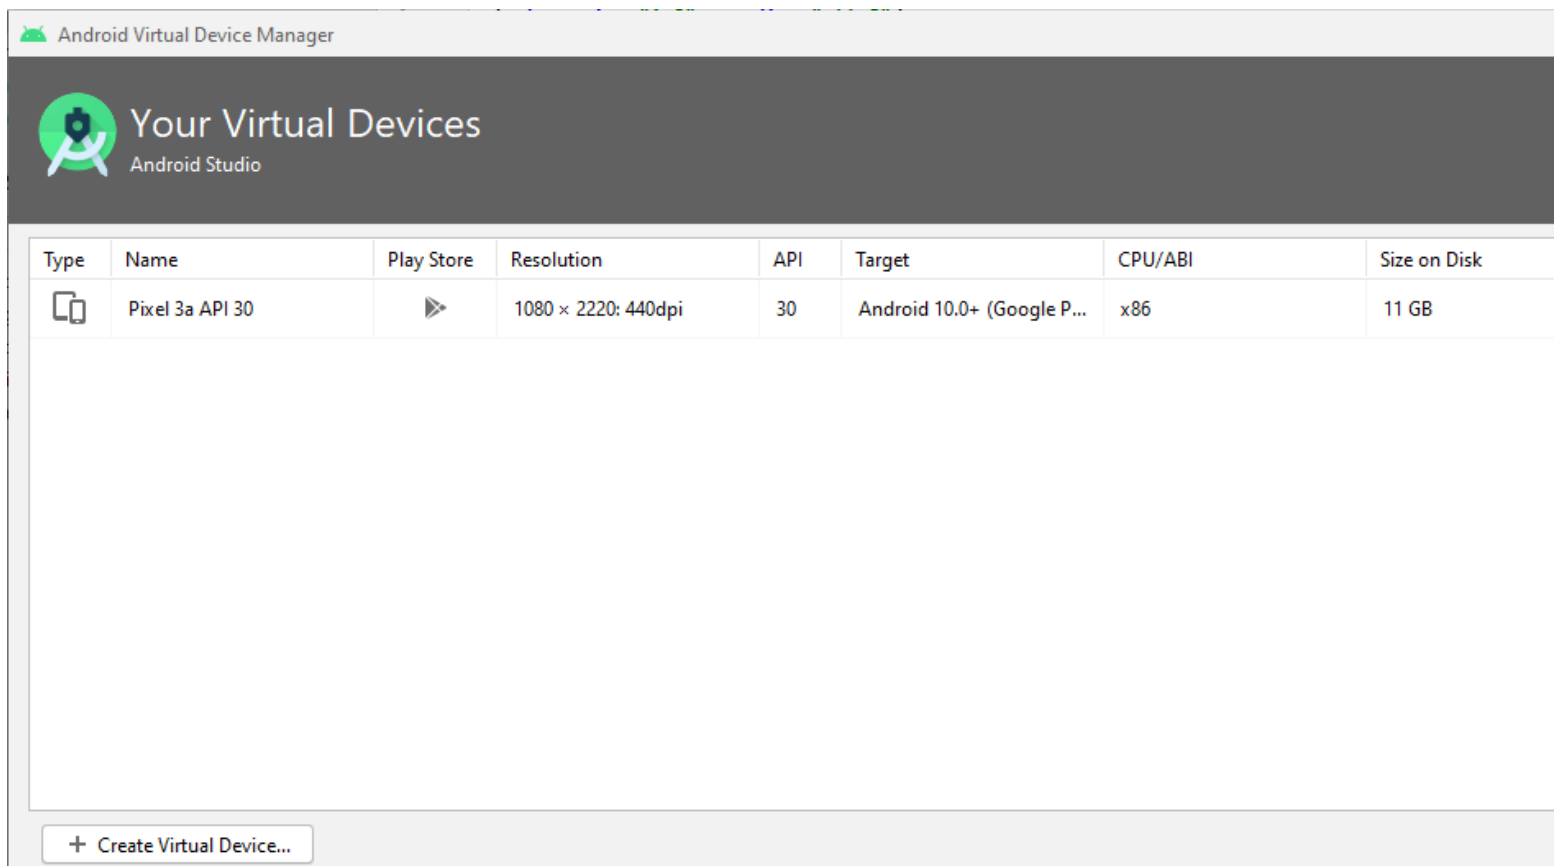 Android Virtual Device Manager
Your Virtual Devices
Android Studio
Type Name Play Store Resolution API Target CPU/ABI Size on Disk
Pixel 3a API 30 1080 × 2220: 440dpi 30 Android 10.0+ (Google P... x86 11 GB
+ Create Virtual Device...